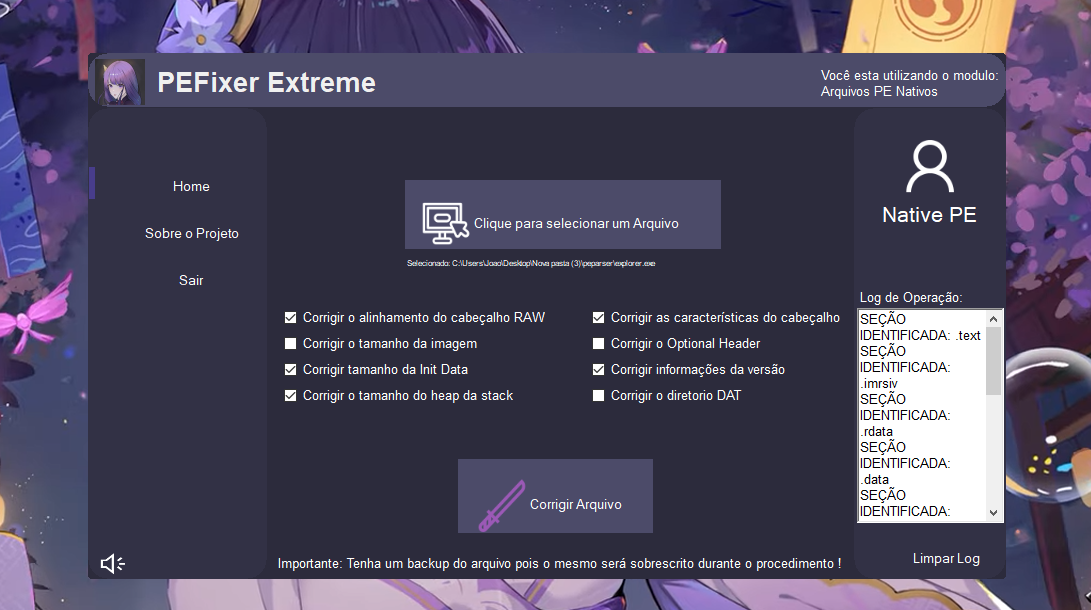 PEFixer Extreme
Você esta utilizando o modulo:
Arquivos PE Nativos
Home
Sobre o Projeto
Sair
Clique para selecionar um Arquivo
Selecionado: C:\Users\Joao\Desktop\Nova pasta (3)\peparser\explorer.exe
Corrigir o alinhamento do cabeçalho RAW
Corrigir o tamanho da imagem
Corrigir tamanho da Init Data
Corrigir o tamanho do heap da stack
Corrigir as características do cabeçalho
Corrigir o Optional Header
Corrigir informações da versão
Corrigir o diretorio DAT
Corrigir Arquivo
Importante: Tenha um backup do arquivo pois o mesmo será sobrescrito durante o procedimento !
Native PE
Log de Operação:
SEÇÃO
IDENTIFICADA: .text
SEÇÃO
IDENTIFICADA:
.imrsiv
SEÇÃO
IDENTIFICADA:
.rdata
SEÇÃO
IDENTIFICADA:
.data
SEÇÃO
IDENTIFICADA:
Limpar Log